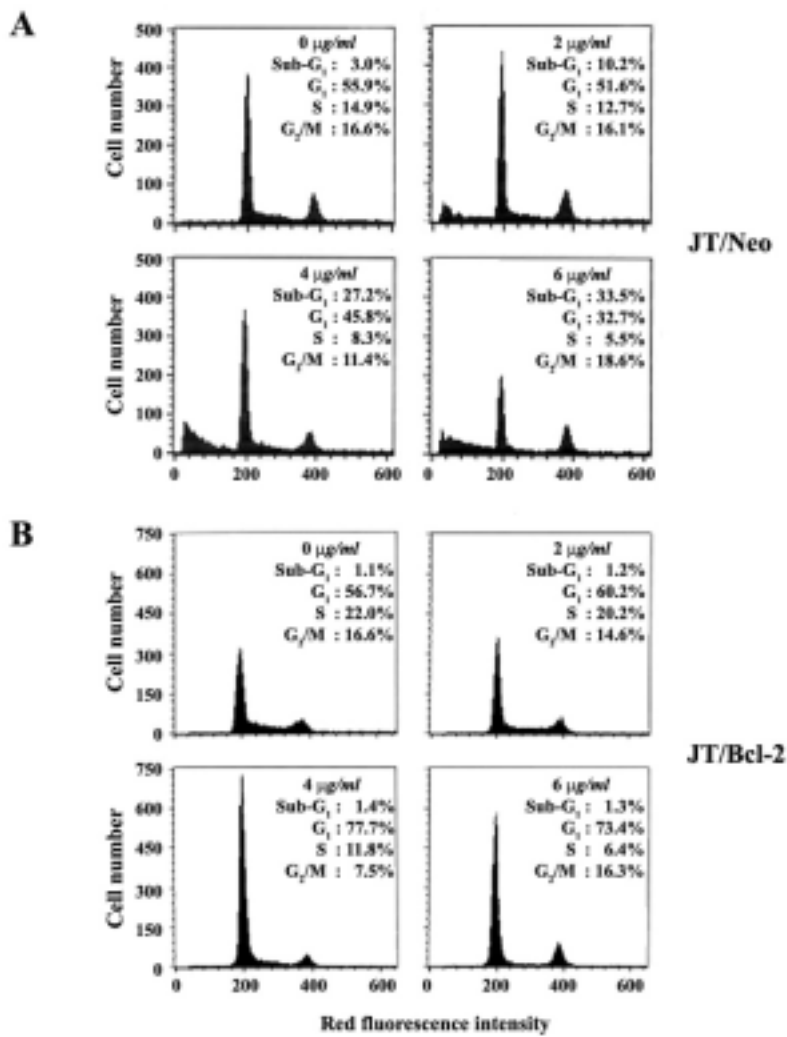 A
Cell number
500
400
300
200
100
0
0 μg/ml
Sub-G1 : 3.0%
G1 : 55.9%
S : 14.9%
G2/M : 16.6%
2 μg/ml
Sub-G1 : 10.2%
G1 : 51.6%
S : 12.7%
G2/M : 16.1%
JT/Neo
Cell number
500
400
300
200
100
0
4 μg/ml
Sub-G1 : 27.2%
G1 : 45.8%
S : 8.3%
G2/M : 11.4%
6 μg/ml
Sub-G1 : 33.5%
G1 : 32.7%
S : 5.5%
G2/M : 18.6%
0 200 400 600
0 200 400 600
B
Cell number
750
600
450
300
150
0
0 μg/ml
Sub-G1 : 1.1%
G1 : 56.7%
S : 22.0%
G2/M : 16.6%
2 μg/ml
Sub-G1 : 1.2%
G1 : 60.2%
S : 20.2%
G2/M : 14.6%
JT/Bcl-2
Cell number
750
600
450
300
150
0
4 μg/ml
Sub-G1 : 1.4%
G1 : 77.7%
S : 11.8%
G2/M : 7.5%
6 μg/ml
Sub-G1 : 1.3%
G1 : 73.4%
S : 6.4%
G2/M : 16.3%
0 200 400 600
0 200 400 600
Red fluorescence intensity